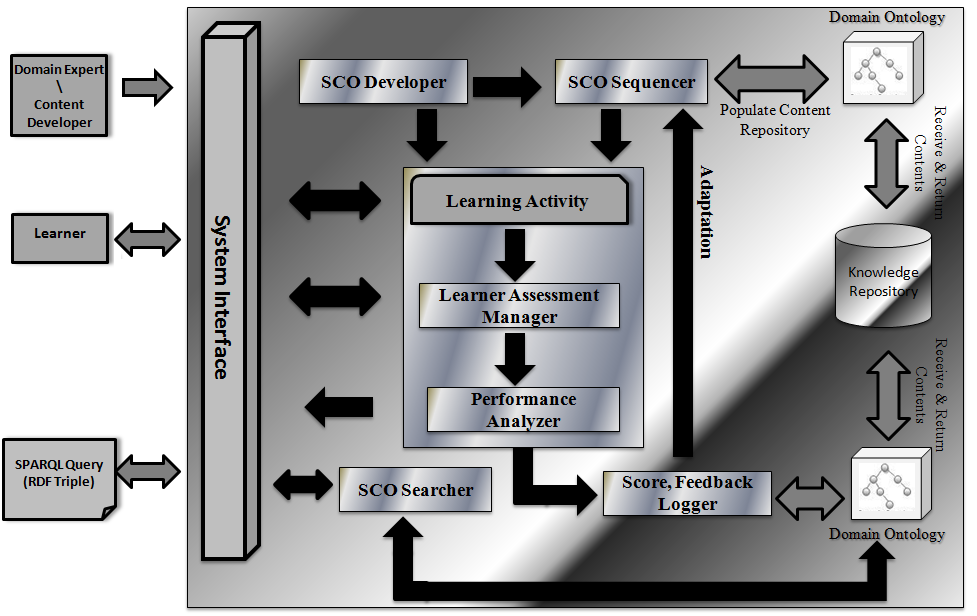 Domain Ontology
Domain Expert
\
Content
Developer
SCO Developer
SCO Sequencer
Populate Content
Repository
Receive & Return
Contents
Learning Activity
Adaptation
Learner
System Interface
Knowledge
Repository
Learner Assessment
Manager
Receive & Return
Contents
Performance
Analyzer
SPARQL Query
(RDF Triple)
SCO Searcher
Score, Feedback
Logger
Domain Ontology